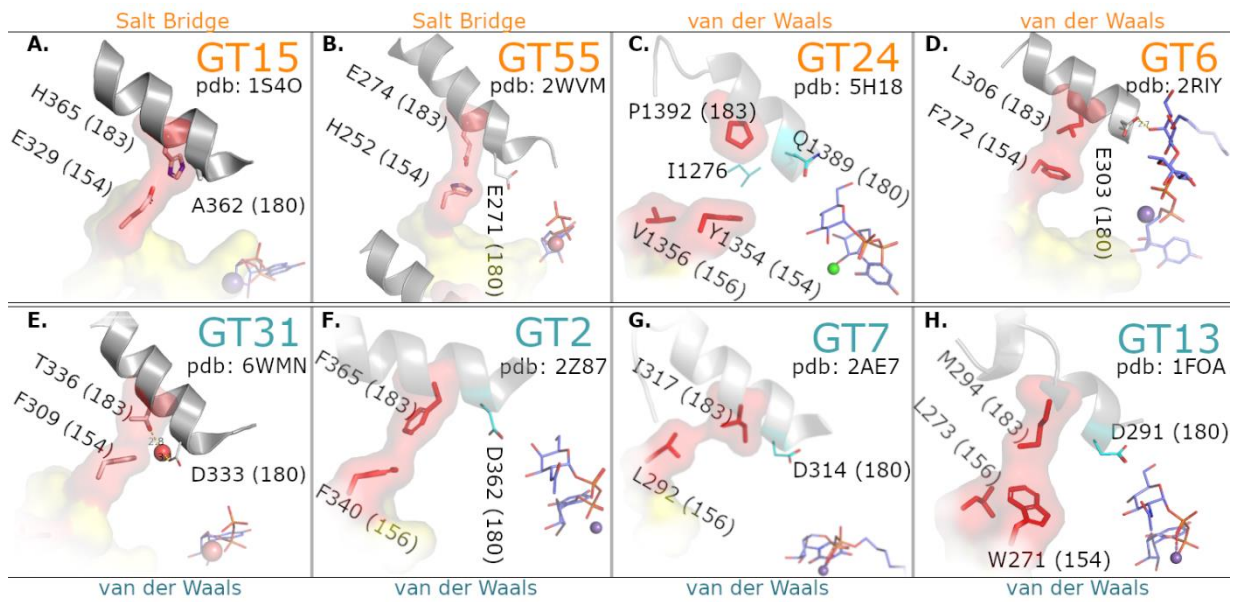 Salt Bridge
Salt Bridge
van der Waals
van der Waals
A.
GT15
pdb: 1S4O
H365 (183)
E329 (154)
A362 (180)
B.
GT55
pdb: 2WVM
E274 (183)
H252 (154)
E271 (180)
C.
GT24
pdb: 5H18
P1392 (183)
Q1389 (180)
I1276
V1356 (156)
Y1354 (154)
D.
GT6
pdb: 2RIY
L306 (183)
F272 (154)
E303 (180)
2.7
E.
GT31
pdb: 6WMN
T336 (183)
F309 (154)
2.8
D333 (180)
F.
GT2
pdb: 2Z87
F365 (183)
F340 (156)
D362 (180)
G.
GT7
pdb: 2AE7
I317 (183)
L292 (156)
D314 (180)
H.
GT13
pdb: 1FOA
M294 (183)
L273 (156)
D291 (180)
W271 (154)
van der Waals
van der Waals
van der Waals
van der Waals